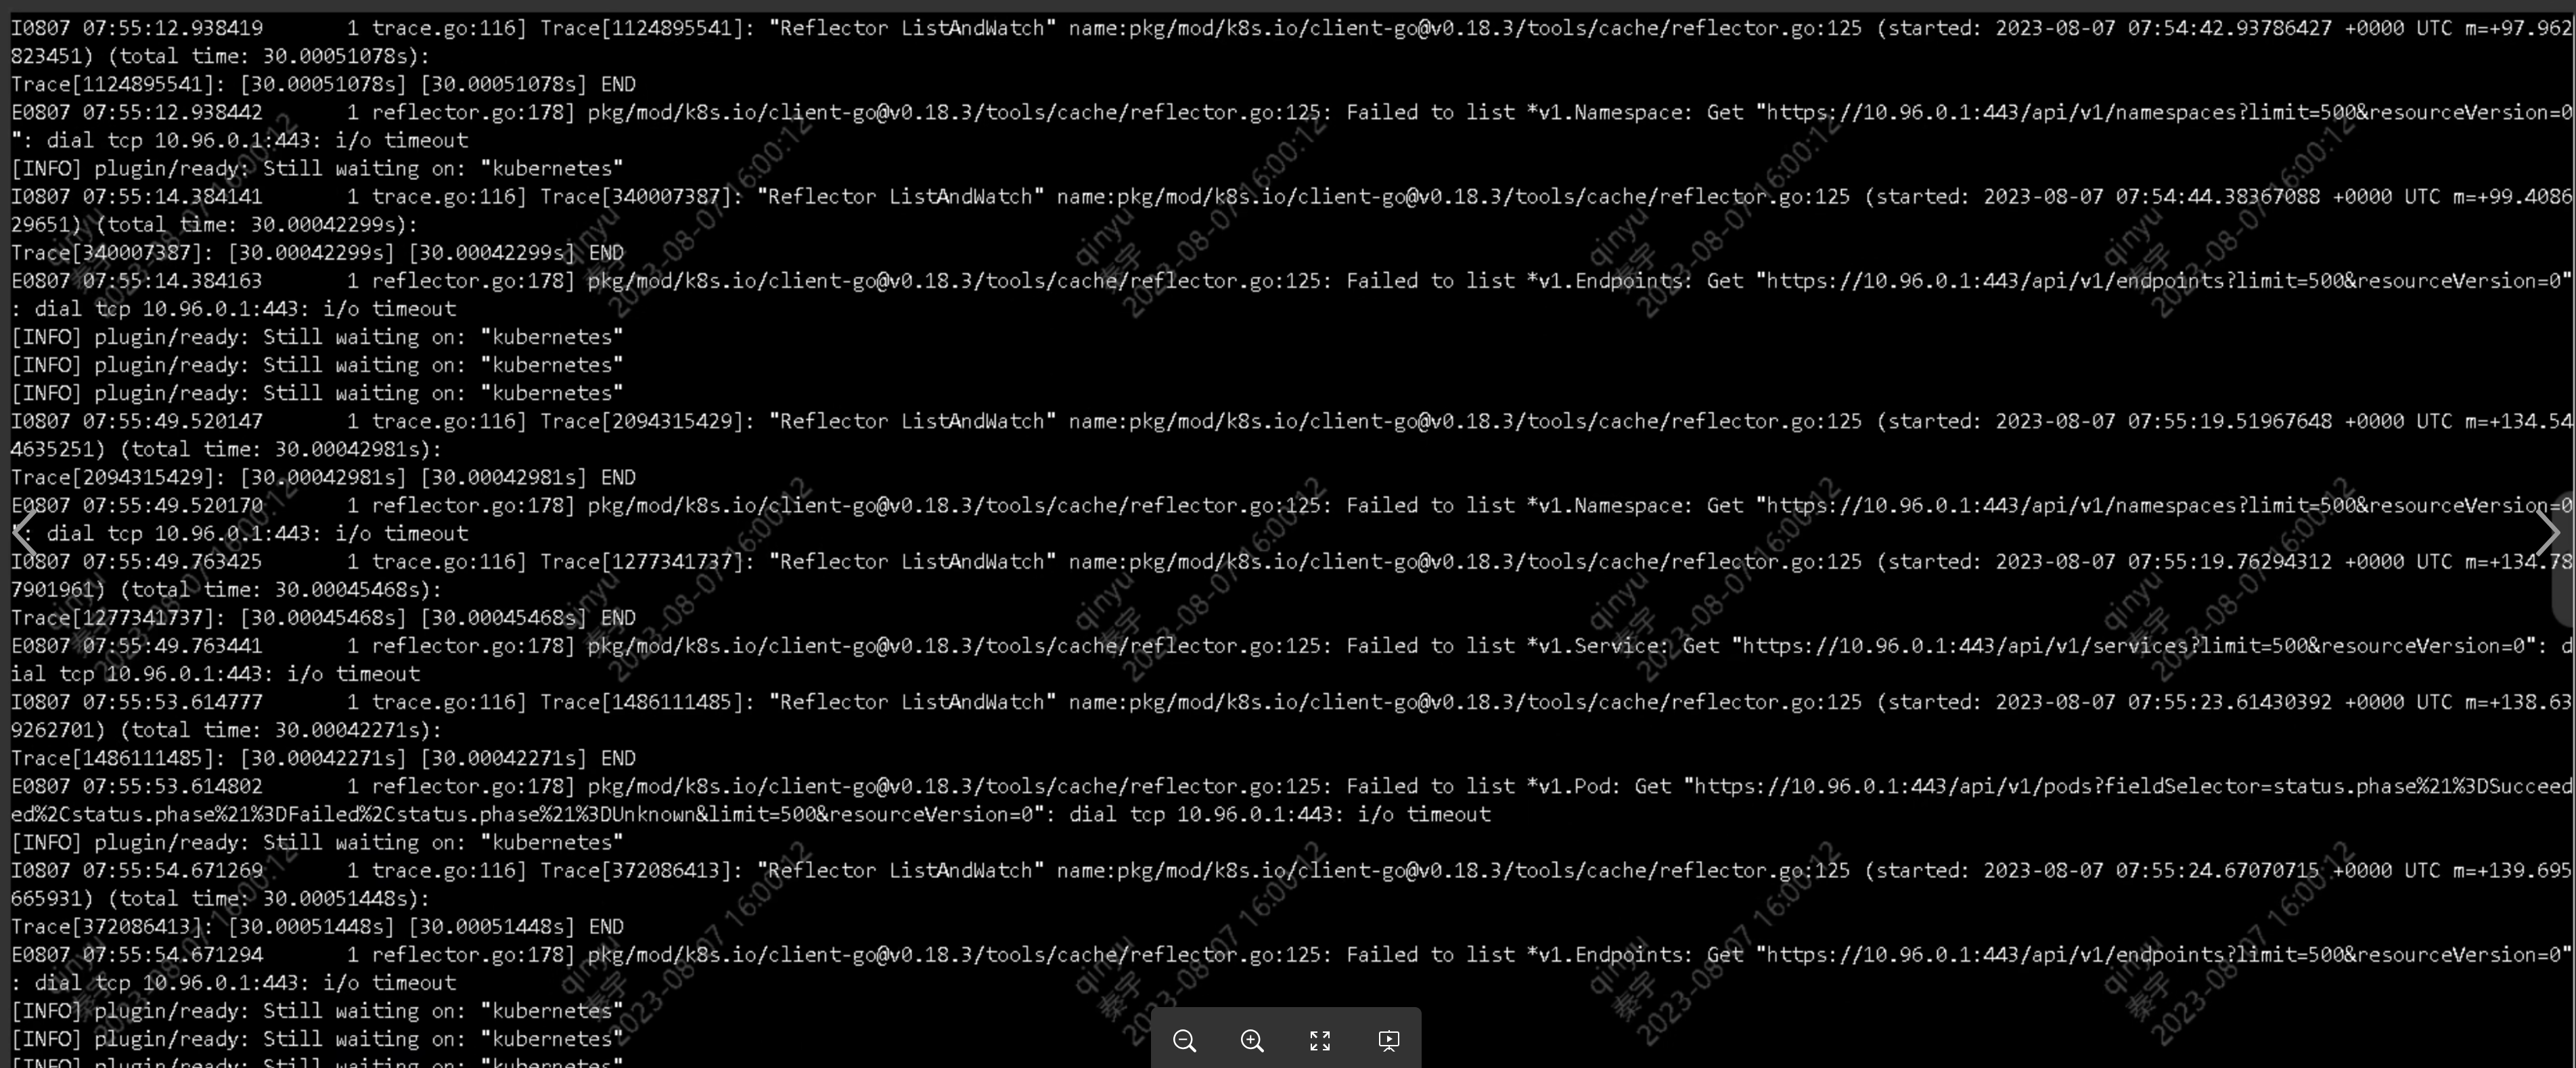 I0807 07:55:12.938419       1 trace.go:116] Trace[1124895541]: "Reflector ListAndWatch" name:pkg/mod/k8s.io/client-go@v0.18.3/tools/cache/reflector.go:125 (started: 2023-08-07 07:54:42.93786427 +0000 UTC m=+97.962
823451) (total time: 30.00051078s):
Trace[1124895541]: [30.00051078s] [30.00051078s] END
E0807 07:55:12.938442       1 reflector.go:178] pkg/mod/k8s.io/client-go@v0.18.3/tools/cache/reflector.go:125: Failed to list *v1.Namespace: Get "https://10.96.0.1:443/api/v1/namespaces?limit=500&resourceVersion=0
": dial tcp 10.96.0.1:443: i/o timeout
[INFO] plugin/ready: Still waiting on: "kubernetes"
I0807 07:55:14.384141       1 trace.go:116] Trace[340007387]: "Reflector ListAndWatch" name:pkg/mod/k8s.io/client-go@v0.18.3/tools/cache/reflector.go:125 (started: 2023-08-07 07:54:44.38367088 +0000 UTC m=+99.4086
29651) (total time: 30.00042299s):
Trace[340007387]: [30.00042299s] [30.00042299s] END
E0807 07:55:14.384163       1 reflector.go:178] pkg/mod/k8s.io/client-go@v0.18.3/tools/cache/reflector.go:125: Failed to list *v1.Endpoints: Get "https://10.96.0.1:443/api/v1/endpoints?limit=500&resourceVersion=0"
: dial tcp 10.96.0.1:443: i/o timeout
[INFO] plugin/ready: Still waiting on: "kubernetes"
[INFO] plugin/ready: Still waiting on: "kubernetes"
[INFO] plugin/ready: Still waiting on: "kubernetes"
I0807 07:55:49.520147       1 trace.go:116] Trace[2094315429]: "Reflector ListAndWatch" name:pkg/mod/k8s.io/client-go@v0.18.3/tools/cache/reflector.go:125 (started: 2023-08-07 07:55:19.51967648 +0000 UTC m=+134.54
4635251) (total time: 30.00042981s):
Trace[2094315429]: [30.00042981s] [30.00042981s] END
E0807 07:55:49.520170       1 reflector.go:178] pkg/mod/k8s.io/client-go@v0.18.3/tools/cache/reflector.go:125: Failed to list *v1.Namespace: Get "https://10.96.0.1:443/api/v1/namespaces?limit=500&resourceVersion=0
": dial tcp 10.96.0.1:443: i/o timeout
I0807 07:55:49.763425       1 trace.go:116] Trace[1277341737]: "Reflector ListAndWatch" name:pkg/mod/k8s.io/client-go@v0.18.3/tools/cache/reflector.go:125 (started: 2023-08-07 07:55:19.76294312 +0000 UTC m=+134.78
7901961) (total time: 30.00045468s):
Trace[1277341737]: [30.00045468s] [30.00045468s] END
E0807 07:55:49.763441       1 reflector.go:178] pkg/mod/k8s.io/client-go@v0.18.3/tools/cache/reflector.go:125: Failed to list *v1.Service: Get "https://10.96.0.1:443/api/v1/services?limit=500&resourceVersion=0": d
ial tcp 10.96.0.1:443: i/o timeout
I0807 07:55:53.614777       1 trace.go:116] Trace[1486111485]: "Reflector ListAndWatch" name:pkg/mod/k8s.io/client-go@v0.18.3/tools/cache/reflector.go:125 (started: 2023-08-07 07:55:23.61430392 +0000 UTC m=+138.63
9262701) (total time: 30.00042271s):
Trace[1486111485]: [30.00042271s] [30.00042271s] END
E0807 07:55:53.614802       1 reflector.go:178] pkg/mod/k8s.io/client-go@v0.18.3/tools/cache/reflector.go:125: Failed to list *v1.Pod: Get "https://10.96.0.1:443/api/v1/pods?fieldSelector=status.phase%21%3DSucceed
ed%2Cstatus.phase%21%3DFailed%2Cstatus.phase%21%3DUnknown&limit=500&resourceVersion=0": dial tcp 10.96.0.1:443: i/o timeout
[INFO] plugin/ready: Still waiting on: "kubernetes"
I0807 07:55:54.671269       1 trace.go:116] Trace[372086413]: "Reflector ListAndWatch" name:pkg/mod/k8s.io/client-go@v0.18.3/tools/cache/reflector.go:125 (started: 2023-08-07 07:55:24.67070715 +0000 UTC m=+139.695
665931) (total time: 30.00051448s):
Trace[372086413]: [30.00051448s] [30.00051448s] END
E0807 07:55:54.671294       1 reflector.go:178] pkg/mod/k8s.io/client-go@v0.18.3/tools/cache/reflector.go:125: Failed to list *v1.Endpoints: Get "https://10.96.0.1:443/api/v1/endpoints?limit=500&resourceVersion=0"
: dial tcp 10.96.0.1:443: i/o timeout
[INFO] plugin/ready: Still waiting on: "kubernetes"
[INFO] plugin/ready: Still waiting on: "kubernetes"
[INFO] plugin/ready: Still waiting on: "kubernetes"
qinyu
秦宇
2023-08-07 16:00:12